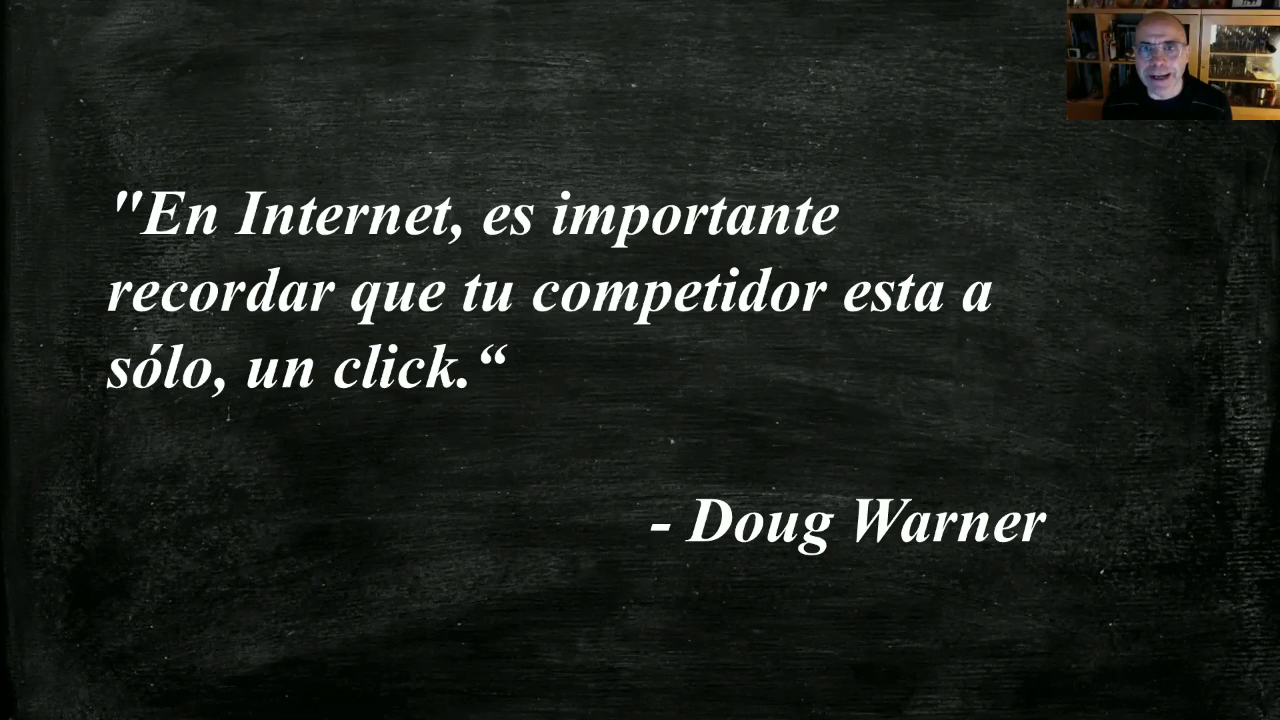 "En Internet, es importante
recordar que tu competidor esta a
sólo, un click.“
- Doug Warner